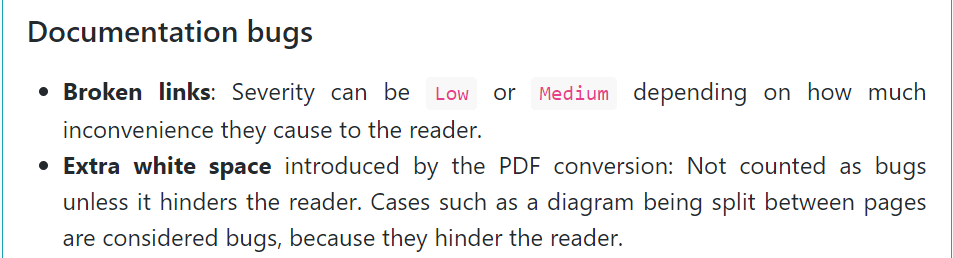 Documentation bugs
Broken links: Severity can be Low or Medium depending on how much
inconvenience they cause to the reader.
Extra white space introduced by the PDF conversion: Not counted as bugs
unless it hinders the reader. Cases such as a diagram being split between pages
are considered bugs, because they hinder the reader.